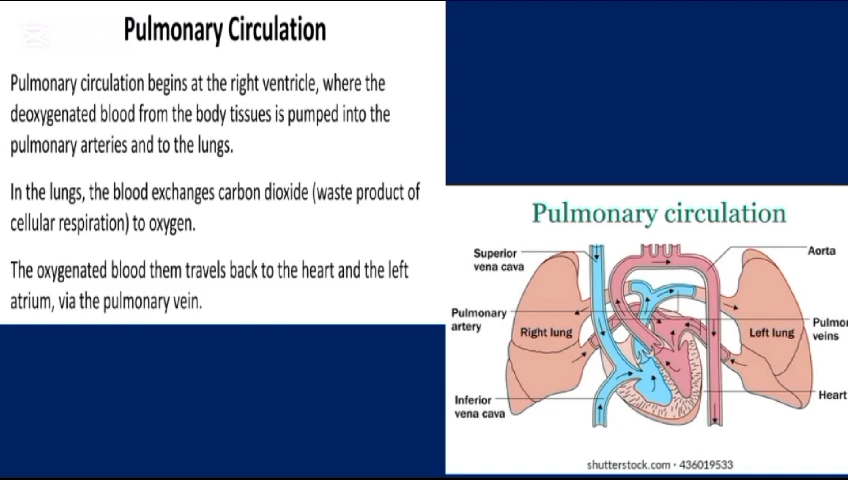 Pulmonary Circulation
Pulmonary circulation begins at the right ventricle, where the
deoxygenated blood from the body tissues is pumped into the
pulmonary arteries and to the lungs.
In the lungs, the blood exchanges carbon dioxide (waste product of
cellular respiration) to oxygen.
The oxygenated blood them travels back to the heart and the left
atrium, via the pulmonary vein.
Pulmonary circulation
Superior
vena cava
Aorta
Pulmonary
artery
Right lung
Left lung
Pulmon
veins
Heart
Inferior
vena cava
shutterstock.com · 436019533